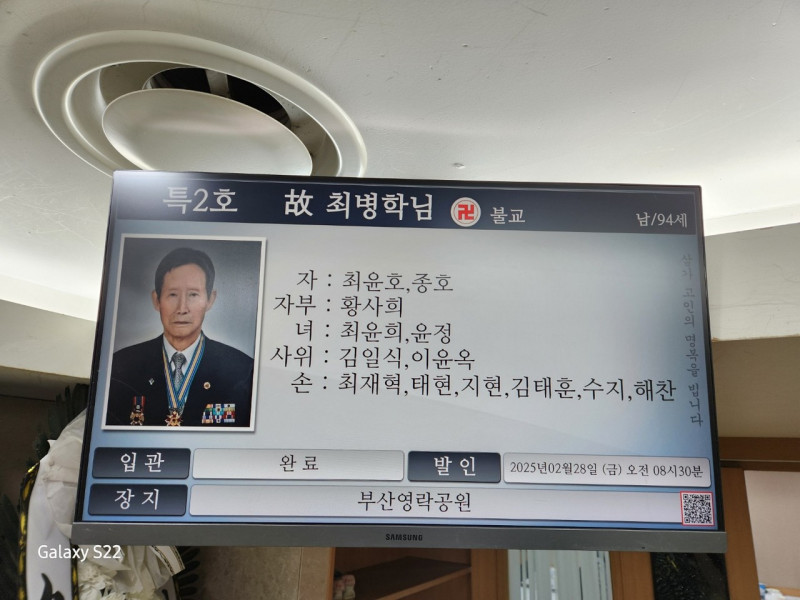 특2호 故 최병학님 卍 불교 남/94세
자 : 최윤호,종호
자부 : 황사희
녀 : 최윤희,윤정
사위 : 김일식,이윤옥
손 : 최재혁,태현,지현,김태훈,수지,해찬
삼가 고인의 명복을 빕니다
입관 완료 발인 2025년02월28일 (금) 오전 08시30분
장지 부산영락공원
SAMSUNG
Galaxy S22